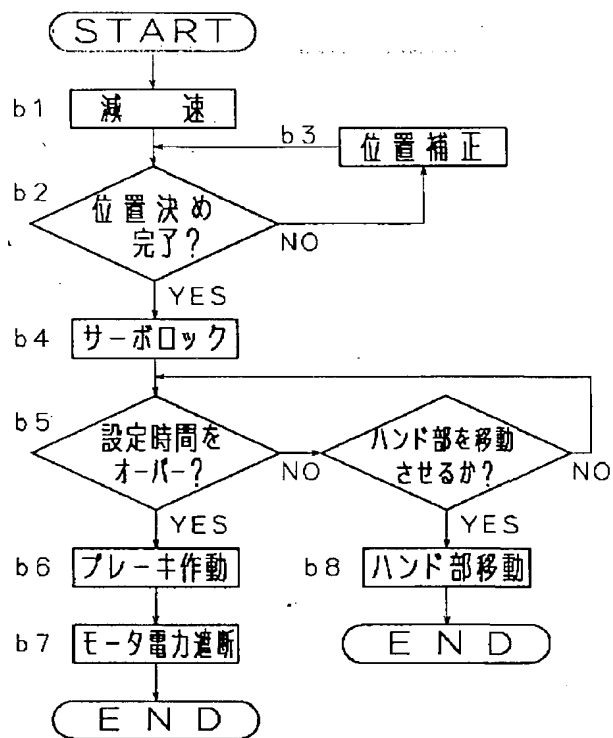 START
b1
減速
b3
位置補正
b2
位置決め
完了?
NO
YES
b4
サーボロック
b5
設定時間を
オーバー?
NO
ハンド部を移動
させるか?
NO
YES
YES
b6
ブレーキ作動
b8
ハンド部移動
b7
モータ電力遮断
END
END